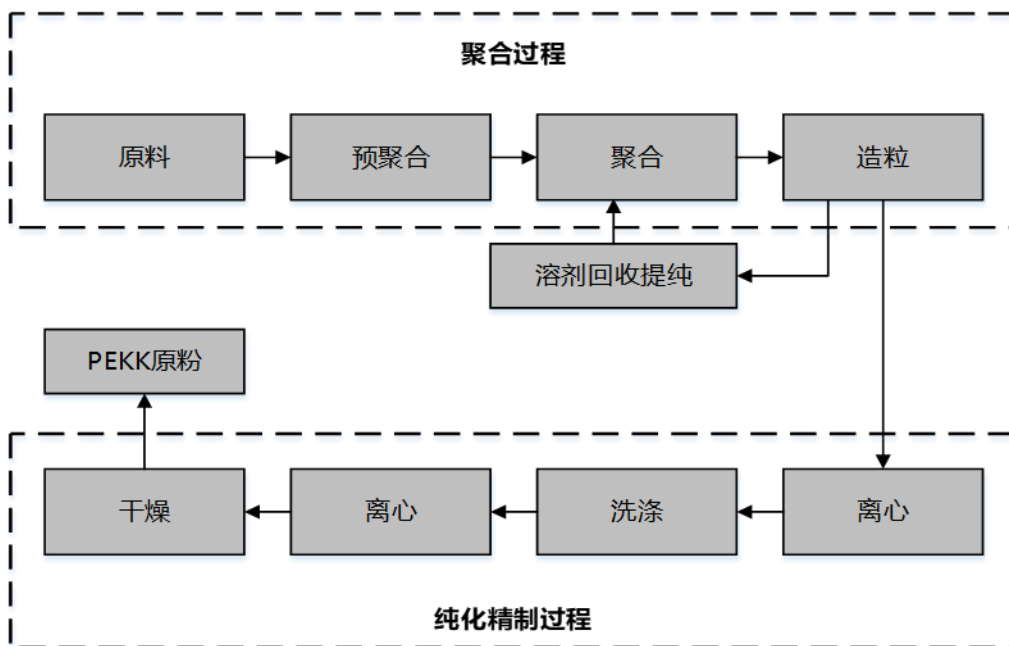 聚合过程
原料
预聚合
聚合
造粒
溶剂回收提纯
PEKK原粉
干燥
离心
洗涤
离心
纯化精制过程